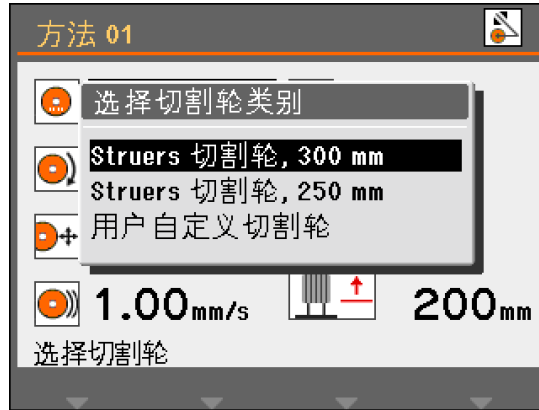 方法 01
选择切割轮类别
Struers 切割轮, 300 mm
Struers 切割轮, 250 mm
用户自定义切割轮
1.00mm/s
200mm
选择切割轮